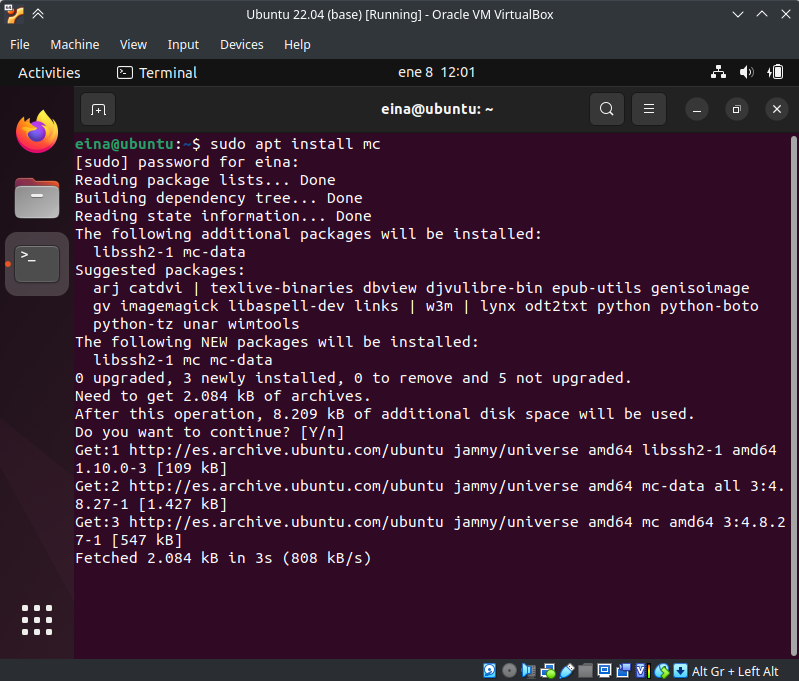 Ubuntu 22.04 (base) [Running] - Oracle VM VirtualBox
File Machine View Input Devices Help
Activities Terminal ene 8 12:01
eina@ubuntu: ~
eina@ubuntu:~$ sudo apt install mc
[sudo] password for eina:
Reading package lists... Done
Building dependency tree... Done
Reading state information... Done
The following additional packages will be installed:
  libssh2-1 mc-data
Suggested packages:
  arj catdvi | texlive-binaries dbview djvulibre-bin epub-utils genisoimage
  gv imagemagick libaspell-dev links | w3m | lynx odt2txt python python-boto
  python-tz unar wimtools
The following NEW packages will be installed:
  libssh2-1 mc mc-data
0 upgraded, 3 newly installed, 0 to remove and 5 not upgraded.
Need to get 2.084 kB of archives.
After this operation, 8.209 kB of additional disk space will be used.
Do you want to continue? [Y/n]
Get:1 http://es.archive.ubuntu.com/ubuntu jammy/universe amd64 libssh2-1 amd64
1.10.0-3 [109 kB]
Get:2 http://es.archive.ubuntu.com/ubuntu jammy/universe amd64 mc-data all 3:4.
8.27-1 [1.427 kB]
Get:3 http://es.archive.ubuntu.com/ubuntu jammy/universe amd64 mc amd64 3:4.8.2
7-1 [547 kB]
Fetched 2.084 kB in 3s (808 kB/s)
Alt Gr + Left Alt